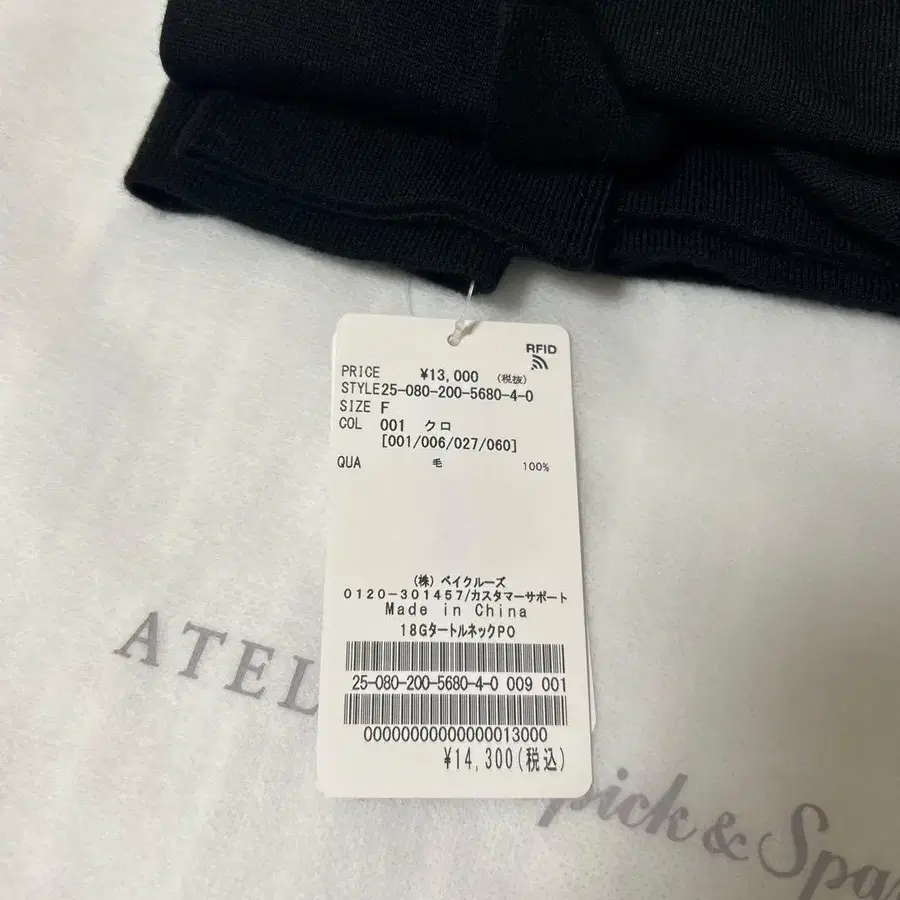 RFID
PRICE ¥13,000 (税抜)
STYLE25-080-200-5680-4-0
SIZE F
COL 001 クロ
[001/006/027/060]
QUA 毛 100%
(株)ベイクルーズ
0120-301457/カスタマーサポート
Made in China
18GタートルネックPO
25-080-200-5680-4-0 009 001
00000000000000013000
¥14,300(税込)
ATEL
pick & Spa